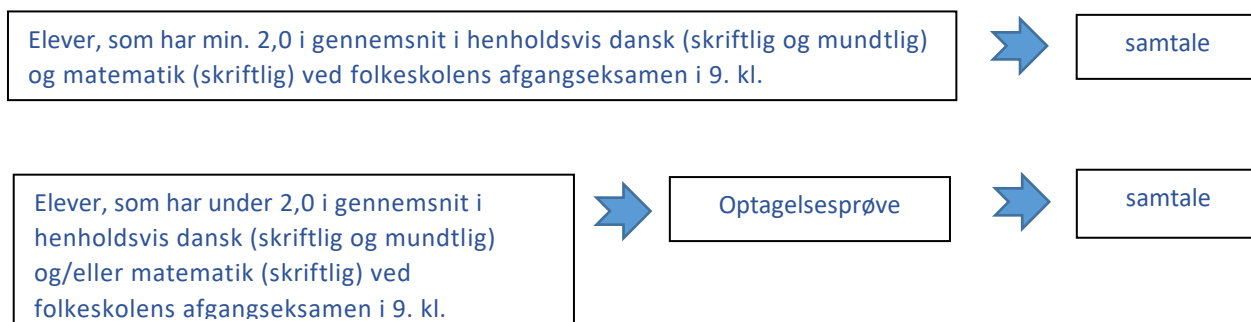 Elever, som har min. 2,0 i gennemsnit i henholdsvis dansk (skriftlig og mundtlig)
og matematik (skriftlig) ved folkeskolens afgangseksamen i 9. kl.
samtale
Elever, som har under 2,0 i gennemsnit i
henholdsvis dansk (skriftlig og mundtlig)
og/eller matematik (skriftlig) ved
folkeskolens afgangseksamen i 9. kl.
Optagelsesprøve
samtale